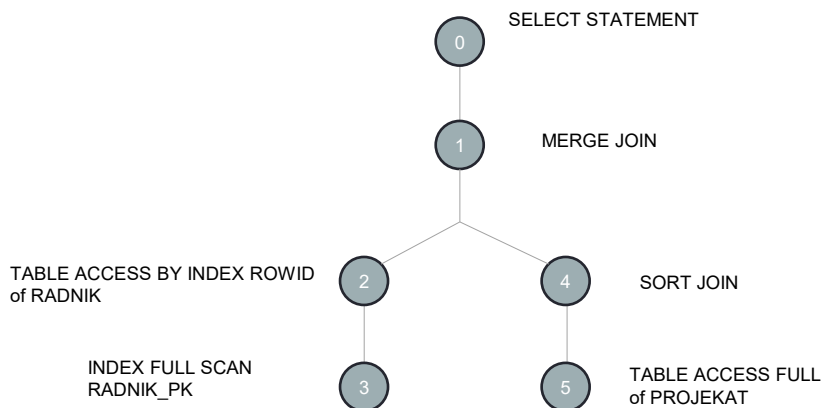 0
SELECT STATEMENT
1
MERGE JOIN
TABLE ACCESS BY INDEX ROWID
of RADNIK
2
4
SORT JOIN
INDEX FULL SCAN
RADNIK_PK
3
5
TABLE ACCESS FULL
of PROJEKAT